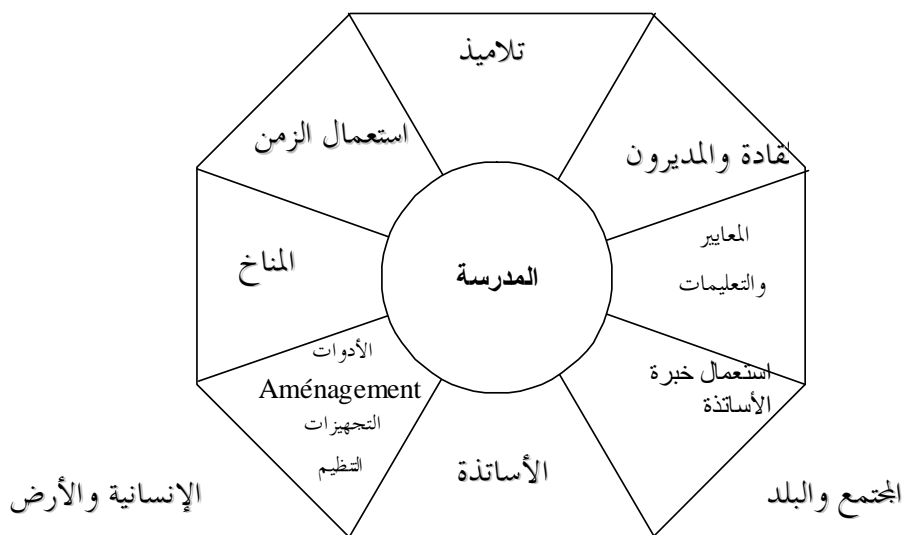 تلاميذ
استعمال الزمن
لقادة والمديرون
المعايير
والتعليمات
المناخ
المدرسة
الأدوات
Aménagement
التجهيزات
التنظيم
استعمال خبرة
الأساتذة
الأساتذة
الإنسانية والأرض
المجتمع والبلد